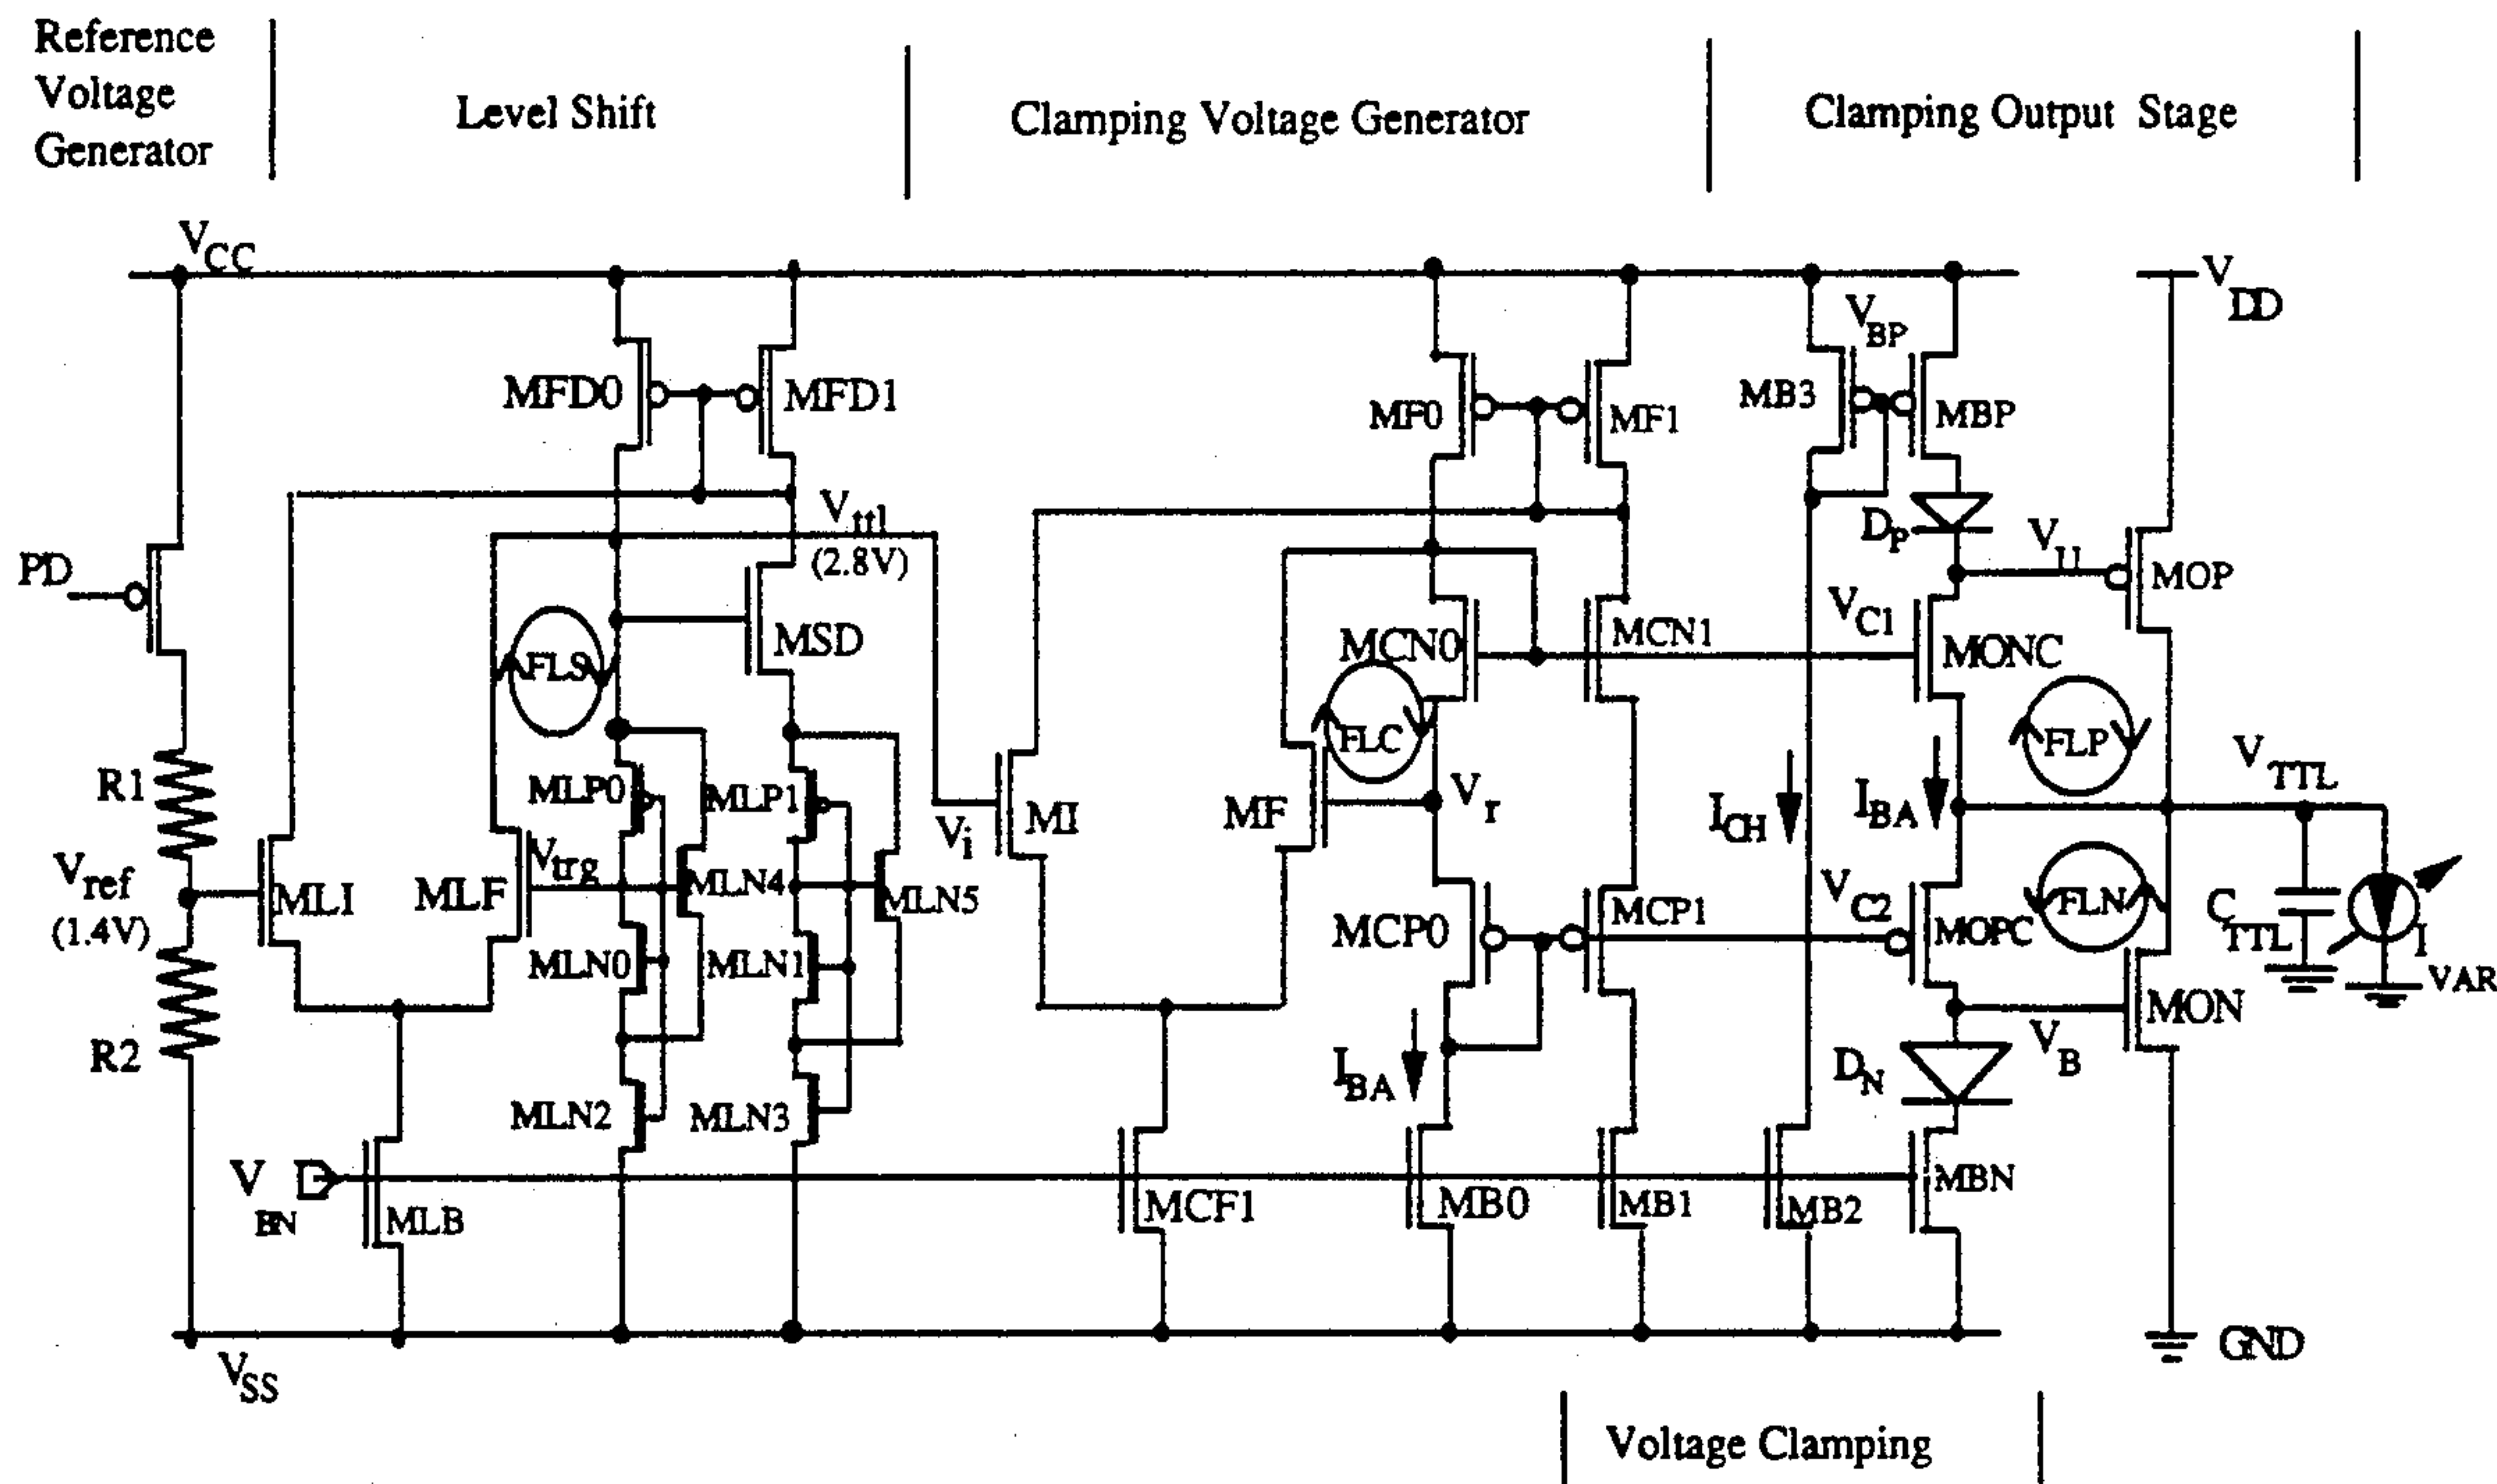 Reference
Voltage
Generator
Level Shift
Clamping Voltage Generator
Clamping Output Stage
VCC
VDD
MFD0
MFD1
MF0
MF1
MB3
VBP
MBP
Vttl
(2.8V)
DP
VU
MOP
PD
FLS
MSD
MCN0
MCN1
VC1
MONC
FLC
FLP
R1
MLP0
MLP1
Vi
MI
MF
Vr
ICH
IBA
VTTL
Vref
(1.4V)
MLI
MLF
Vtrg
MLN4
MLN5
MCP0
MCP1
VC2
MOPC
FLN
CTTL
IVAR
MLN0
MLN1
R2
IBA
DN
VB
MON
MLN2
MLN3
VBN
MLB
MCF1
MB0
MB1
MB2
MBN
VSS
GND
Voltage Clamping